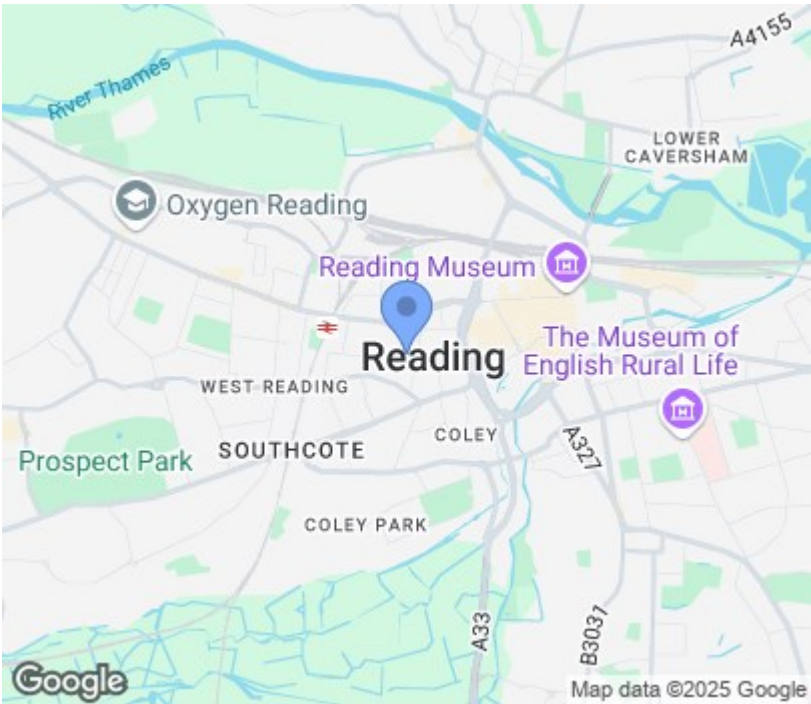 A4155
River Thames
LOWER
CAVERSHAM
Oxygen Reading
Reading Museum
The Museum of
English Rural Life
Reading
WEST READING
COLEY
SOUTHCOTE
A327
Prospect Park
COLEY PARK
A33
B3031
Google
Map data ©2025 Google